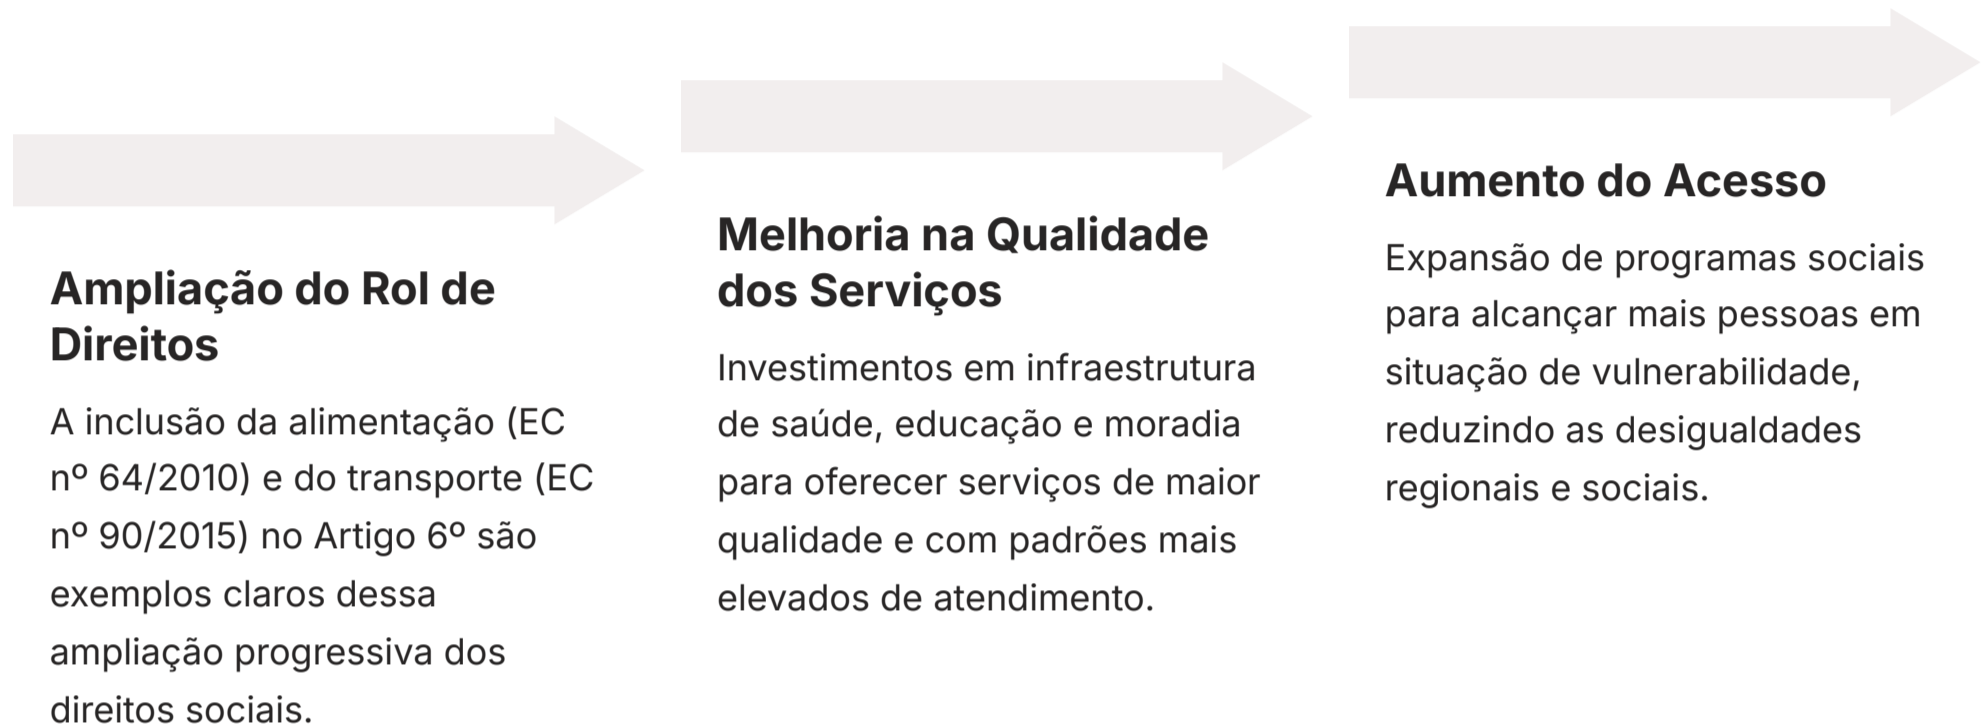 Ampliação do Rol de
Direitos
A inclusão da alimentação (EC
nº 64/2010) e do transporte (EC
nº 90/2015) no Artigo 6º são
exemplos claros dessa
ampliação progressiva dos
direitos sociais.
Melhoria na Qualidade
dos Serviços
Investimentos em infraestrutura
de saúde, educação e moradia
para oferecer serviços de maior
qualidade e com padrões mais
elevados de atendimento.
Aumento do Acesso
Expansão de programas sociais
para alcançar mais pessoas em
situação de vulnerabilidade,
reduzindo as desigualdades
regionais e sociais.